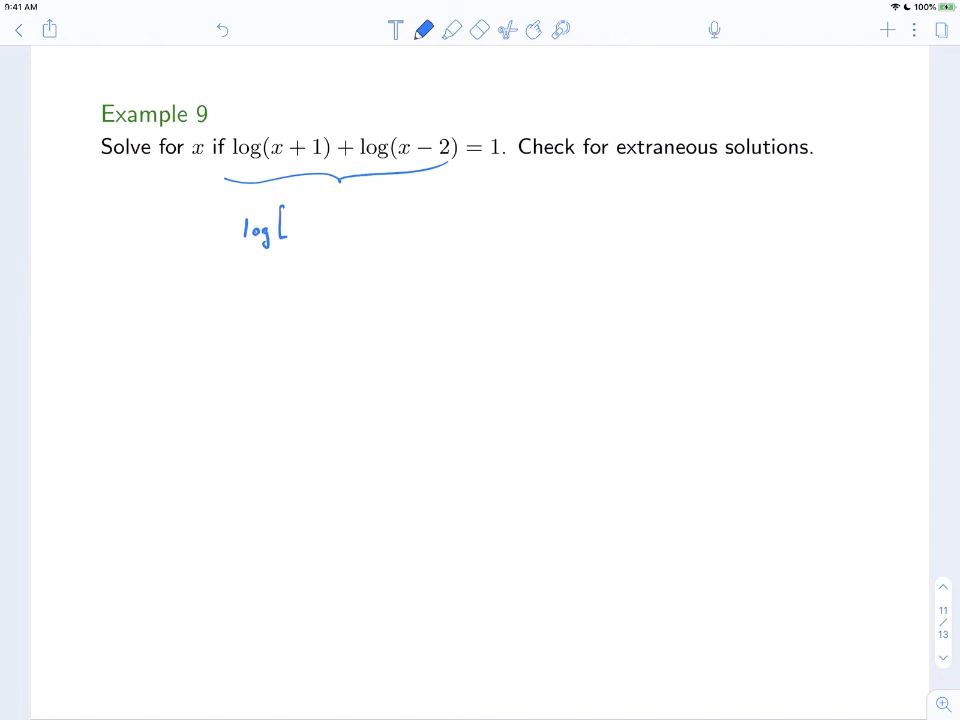 9:41 AM
100%
T
Example 9
Solve for x if log(x + 1) + log(x − 2) = 1. Check for extraneous solutions.
log[
11
/
13